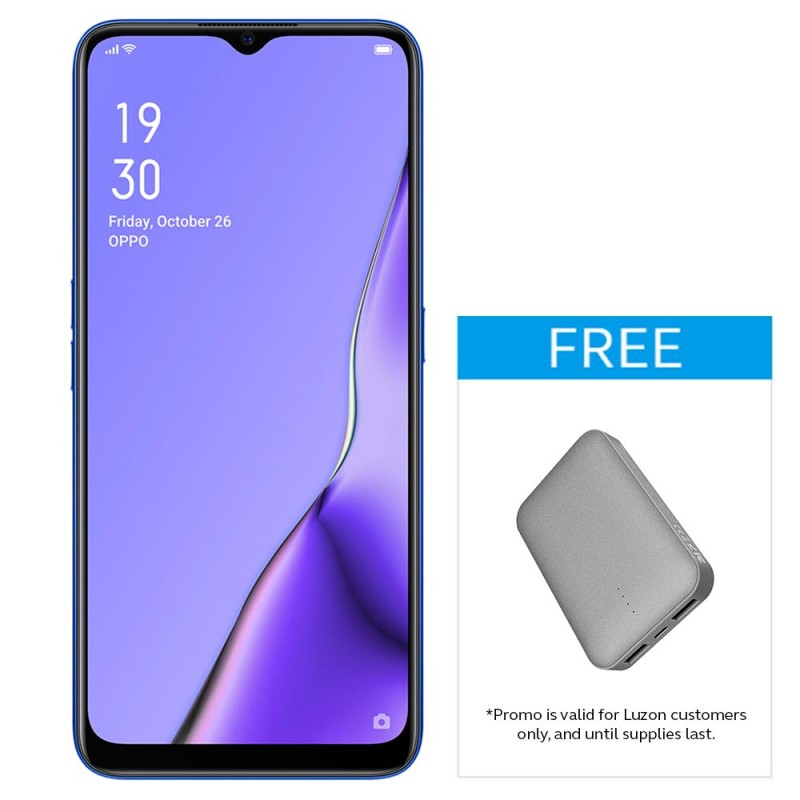 19
30
Friday, October 26
OPPO
FREE
*Promo is valid for Luzon customers
only, and until supplies last.